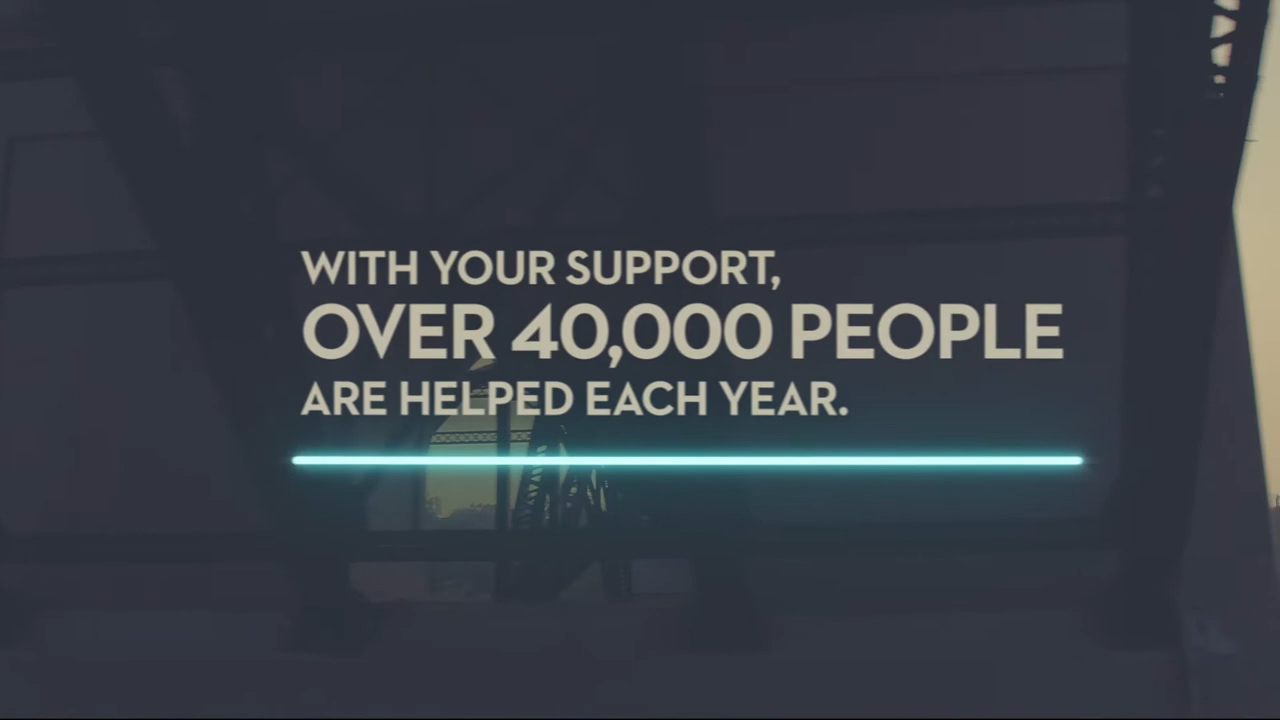 WITH YOUR SUPPORT,
OVER 40,000 PEOPLE
ARE HELPED EACH YEAR.